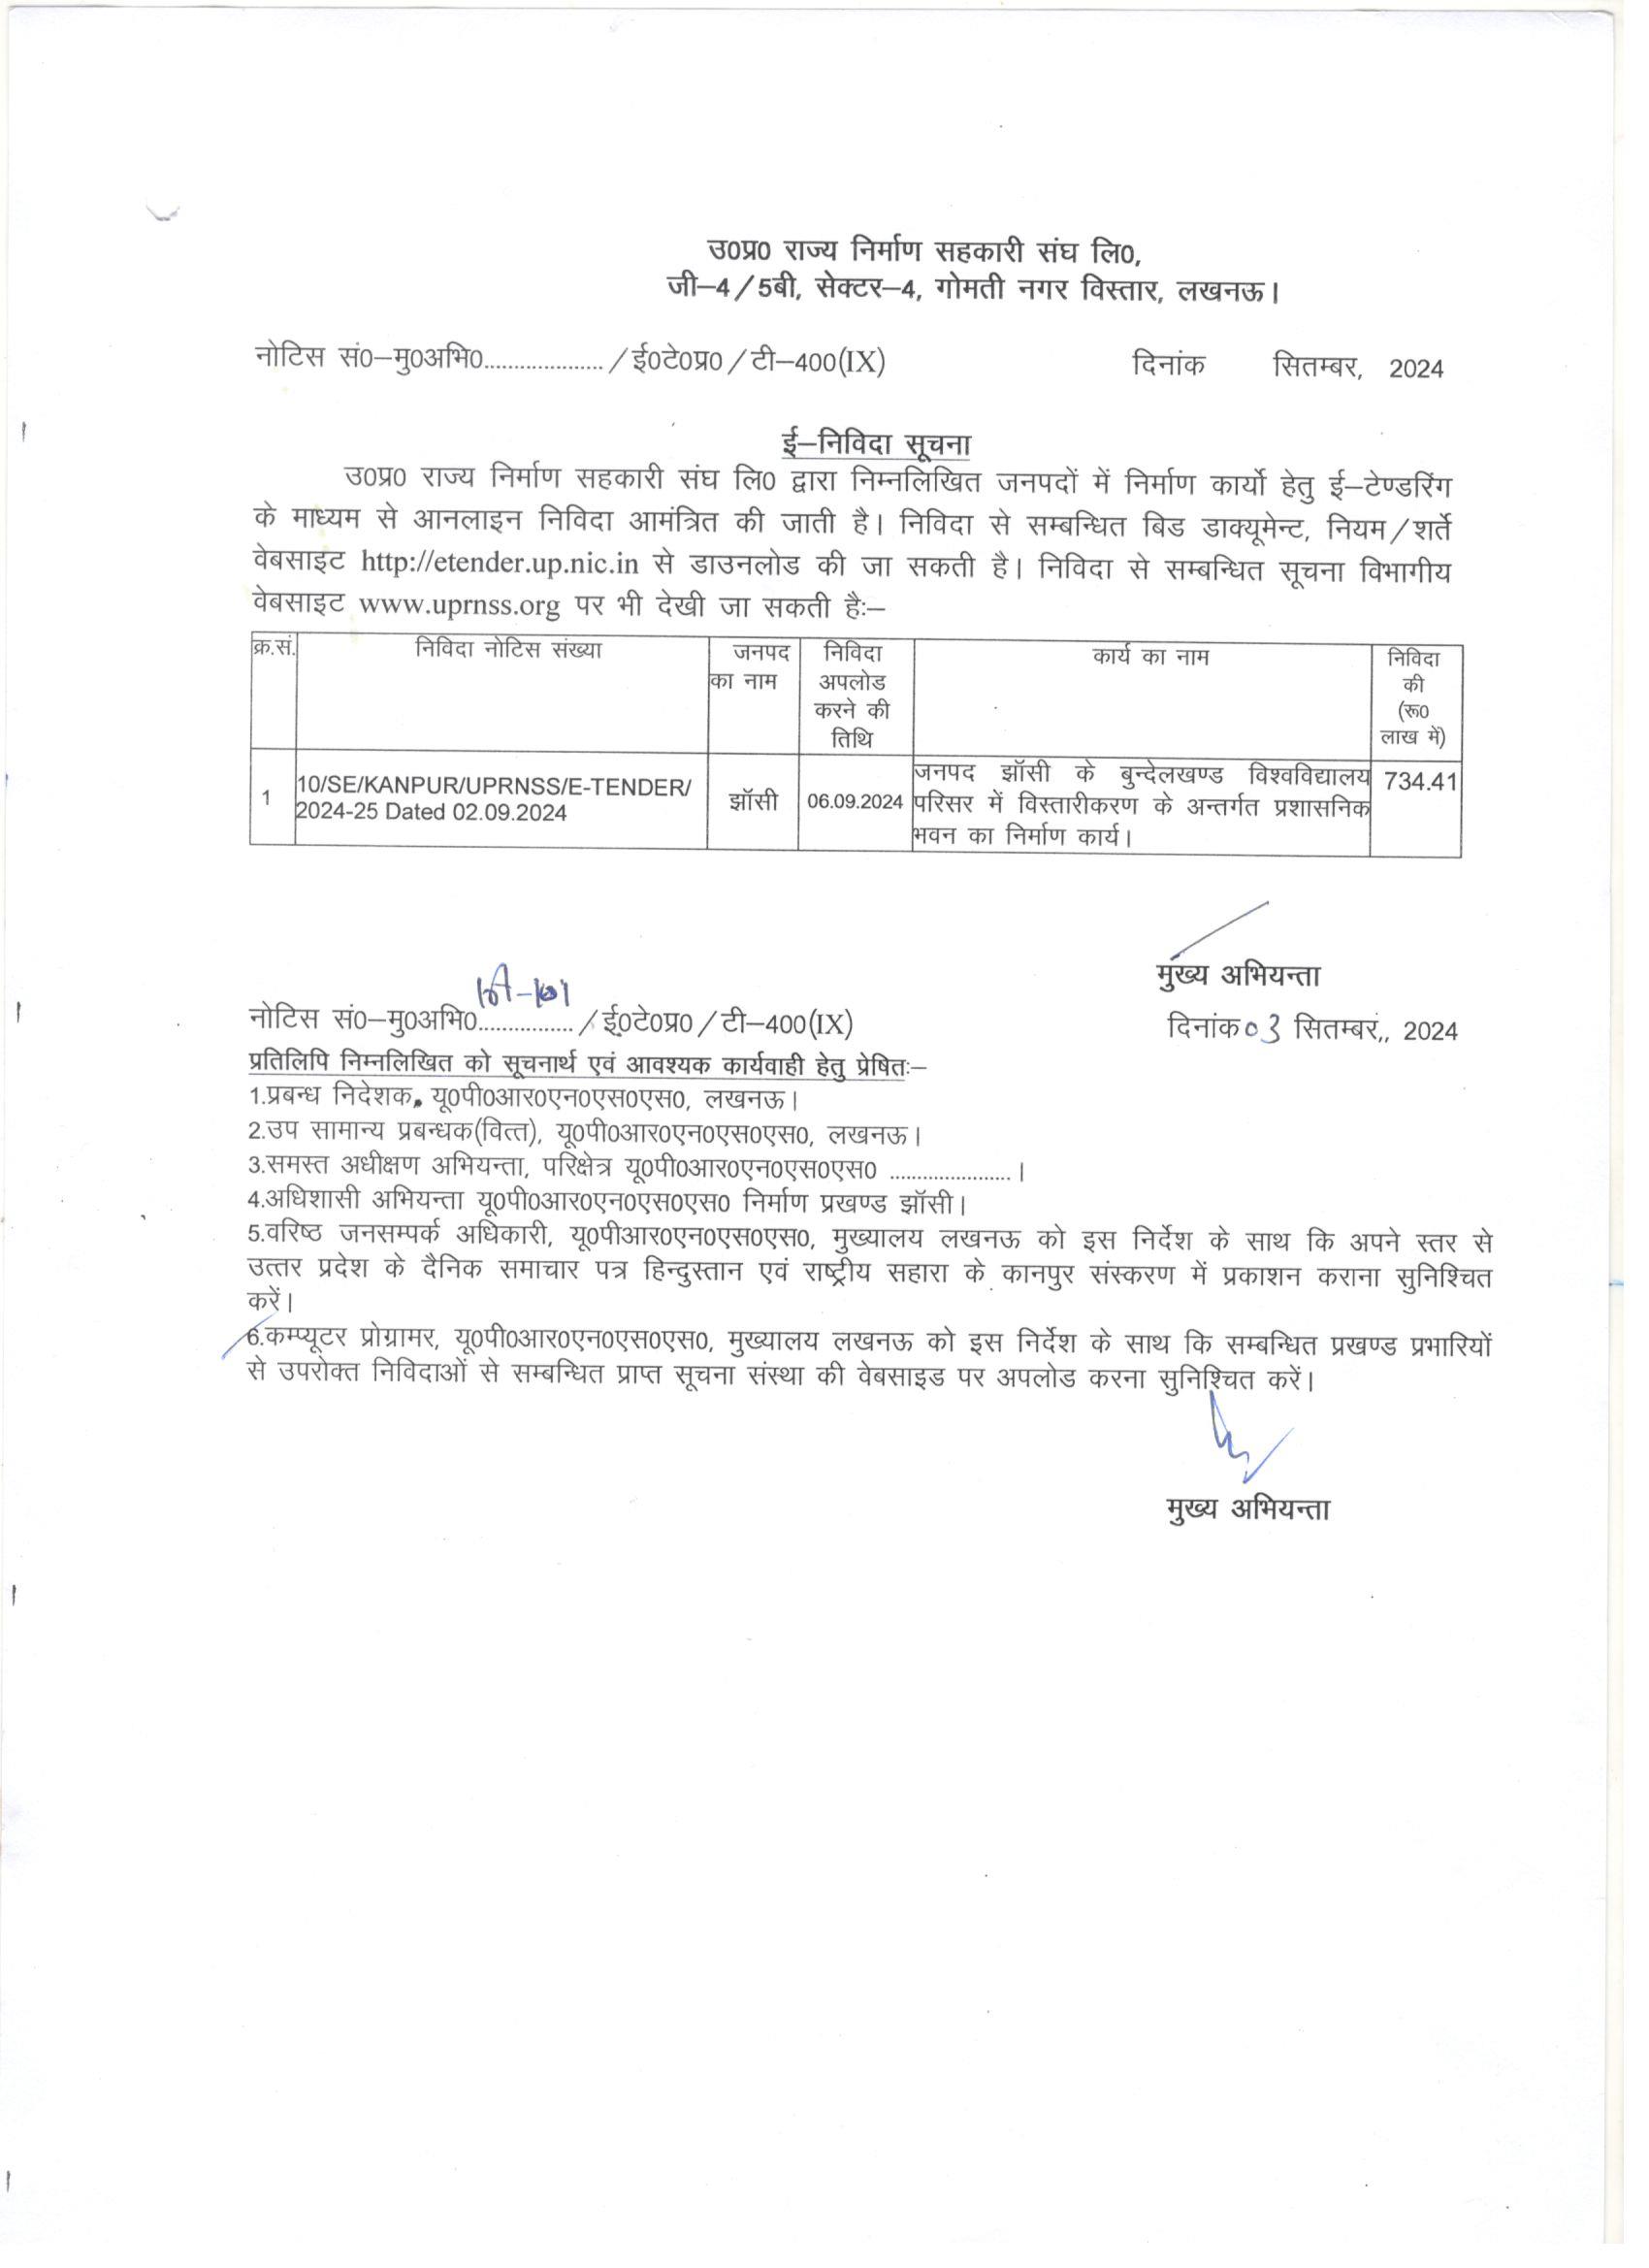 उ0प्र0 राज्य निर्माण सहकारी संघ लि0,
जी–4/5बी, सेक्टर–4, गोमती नगर विस्तार, लखनऊ।
नोटिस सं0–मु0अभि0.................... /ई0टे0प्र0/टी–400(IX) दिनांक सितम्बर, 2024
ई–निविदा सूचना
उ0प्र0 राज्य निर्माण सहकारी संघ लि0 द्वारा निम्नलिखित जनपदों में निर्माण कार्यो हेतु ई–टेण्डरिंग
के माध्यम से आनलाइन निविदा आमंत्रित की जाती है। निविदा से सम्बन्धित बिड डाक्यूमेन्ट, नियम/शर्ते
वेबसाइट http://etender.up.nic.in से डाउनलोड की जा सकती है। निविदा से सम्बन्धित सूचना विभागीय
वेबसाइट www.uprnss.org पर भी देखी जा सकती हैः–
क्र.सं. निविदा नोटिस संख्या जनपद निविदा कार्य का नाम निविदा
का नाम अपलोड की
करने की (रू0
तिथि लाख में)
1 10/SE/KANPUR/UPRNSS/E-TENDER/ झॉसी 06.09.2024 जनपद झॉसी के बुन्देलखण्ड विश्वविद्यालय 734.41
2024-25 Dated 02.09.2024 परिसर में विस्तारीकरण के अन्तर्गत प्रशासनिक
भवन का निर्माण कार्य।
मुख्य अभियन्ता
नोटिस सं0–मु0अभि0................ /ई0टे0प्र0/टी–400(IX) दिनांक 03 सितम्बर,, 2024
प्रतिलिपि निम्नलिखित को सूचनार्थ एवं आवश्यक कार्यवाही हेतु प्रेषितः–
1.प्रबन्ध निदेशक, यू0पी0आर0एन0एस0एस0, लखनऊ।
2.उप सामान्य प्रबन्धक(वित्त), यू0पी0आर0एन0एस0एस0, लखनऊ।
3.समस्त अधीक्षण अभियन्ता, परिक्षेत्र यू0पी0आर0एन0एस0एस0 ....................।
4.अधिशासी अभियन्ता यू0पी0आर0एन0एस0एस0 निर्माण प्रखण्ड झॉसी।
5.वरिष्ठ जनसम्पर्क अधिकारी, यू0पीआर0एन0एस0एस0, मुख्यालय लखनऊ को इस निर्देश के साथ कि अपने स्तर से
उत्तर प्रदेश के दैनिक समाचार पत्र हिन्दुस्तान एवं राष्ट्रीय सहारा के कानपुर संस्करण में प्रकाशन कराना सुनिश्चित
करें।
6.कम्प्यूटर प्रोग्रामर, यू0पी0आर0एन0एस0एस0, मुख्यालय लखनऊ को इस निर्देश के साथ कि सम्बन्धित प्रखण्ड प्रभारियों
से उपरोक्त निविदाओं से सम्बन्धित प्राप्त सूचना संस्था की वेबसाइड पर अपलोड करना सुनिश्चित करें।
मुख्य अभियन्ता